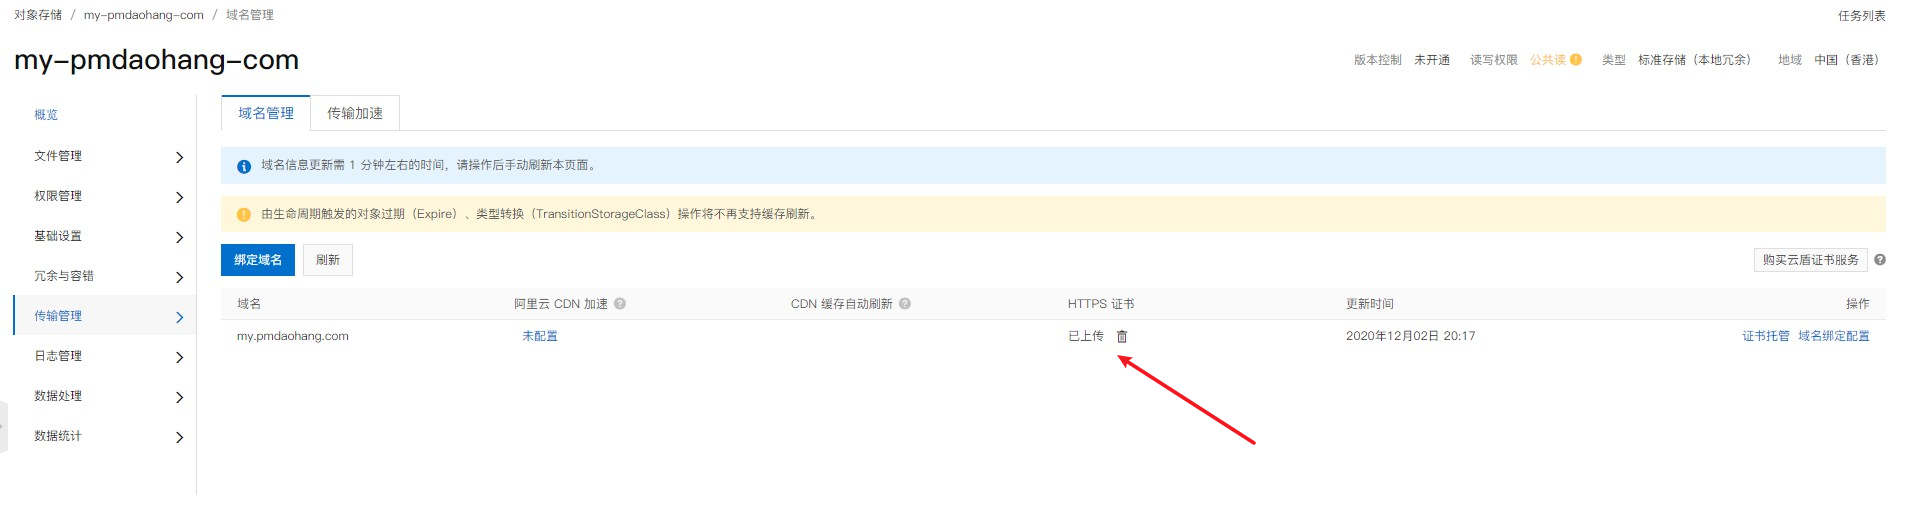 对象存储 / my-pmdaohang-com / 域名管理 任务列表
my-pmdaohang-com 版本控制 未开通 读写权限 公共读 类型 标准存储（本地冗余） 地域 中国（香港）
概览
文件管理
权限管理
基础设置
冗余与容错
传输管理
日志管理
数据处理
数据统计
域名管理 传输加速
域名信息更新需 1 分钟左右的时间，请操作后手动刷新本页面。
由生命周期触发的对象过期（Expire）、类型转换（TransitionStorageClass）操作将不再支持缓存刷新。
绑定域名 刷新 购买云盾证书服务
域名 阿里云 CDN 加速 CDN 缓存自动刷新 HTTPS 证书 更新时间 操作
my.pmdaohang.com 未配置 已上传 2020年12月02日 20:17 证书托管 域名绑定配置